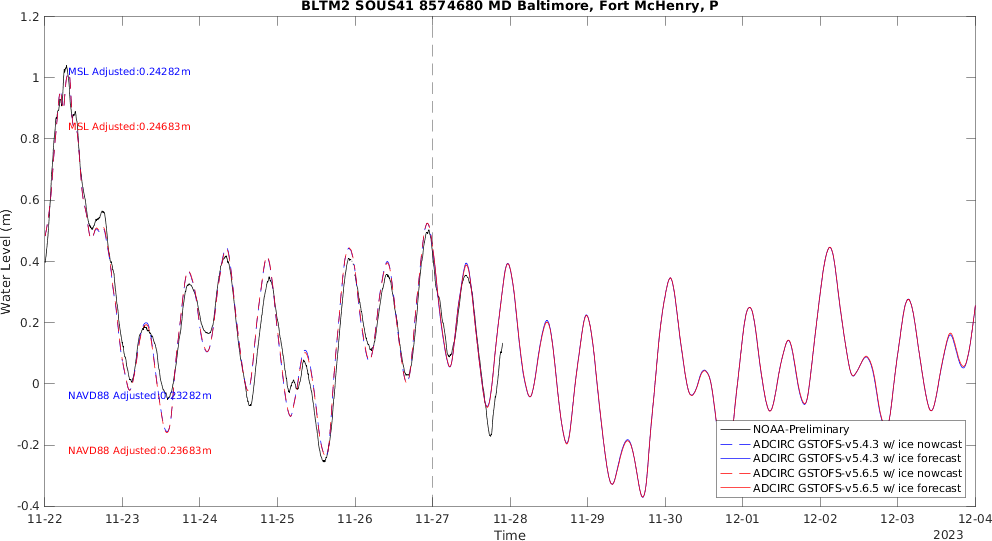 BLTM2 SOUS41 8574680 MD Baltimore, Fort McHenry, P
Water Level (m)
1.2
1
0.8
0.6
0.4
0.2
0
-0.2
-0.4
MSL Adjusted:0.24282m
MSL Adjusted:0.24683m
NAVD88 Adjusted:0.23282m
NAVD88 Adjusted:0.23683m
NOAA-Preliminary
ADCIRC GSTOFS-v5.4.3 w/ ice nowcast
ADCIRC GSTOFS-v5.4.3 w/ ice forecast
ADCIRC GSTOFS-v5.6.5 w/ ice nowcast
ADCIRC GSTOFS-v5.6.5 w/ ice forecast
11-22 11-23 11-24 11-25 11-26 11-27 11-28 11-29 11-30 12-01 12-02 12-03 12-04
Time
2023